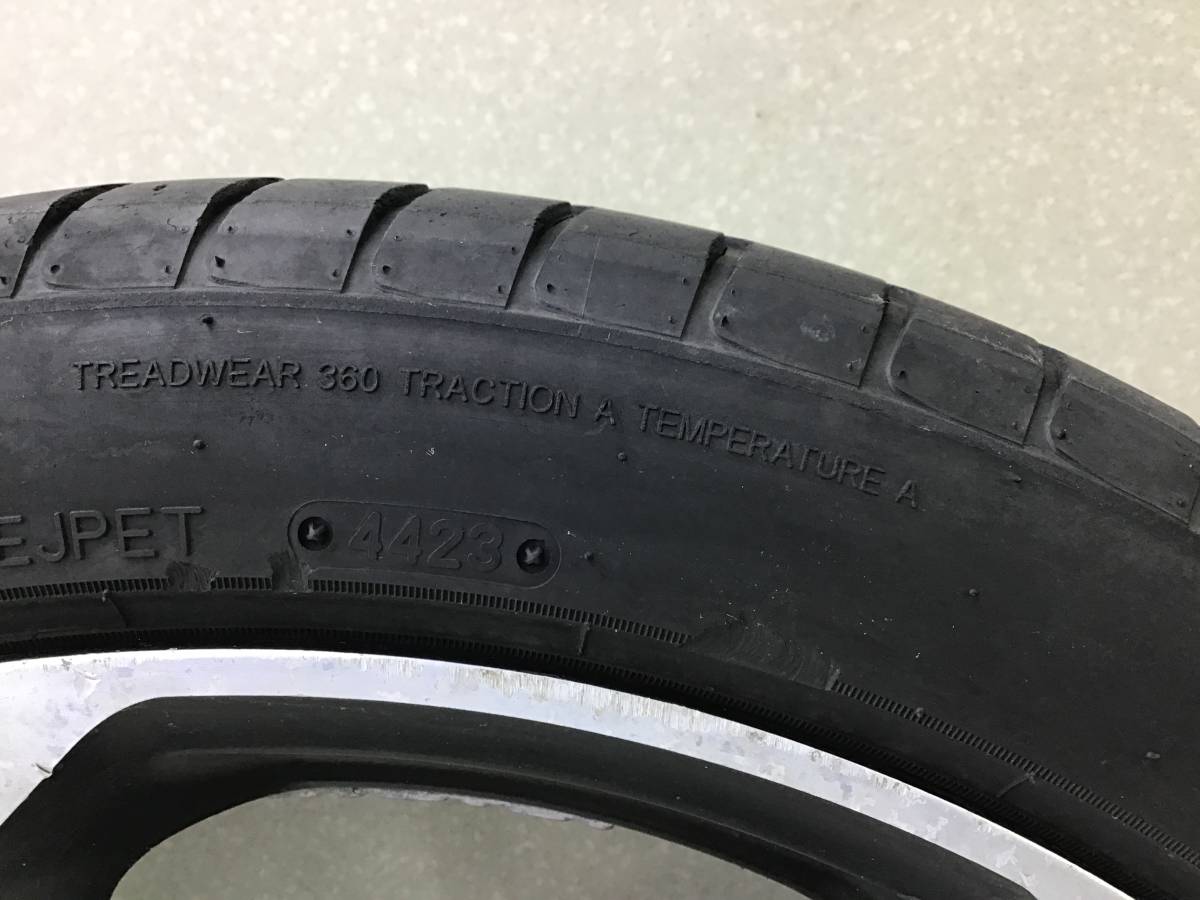 TREADWEAR 360 TRACTION A TEMPERATURE A
EJPET 4423